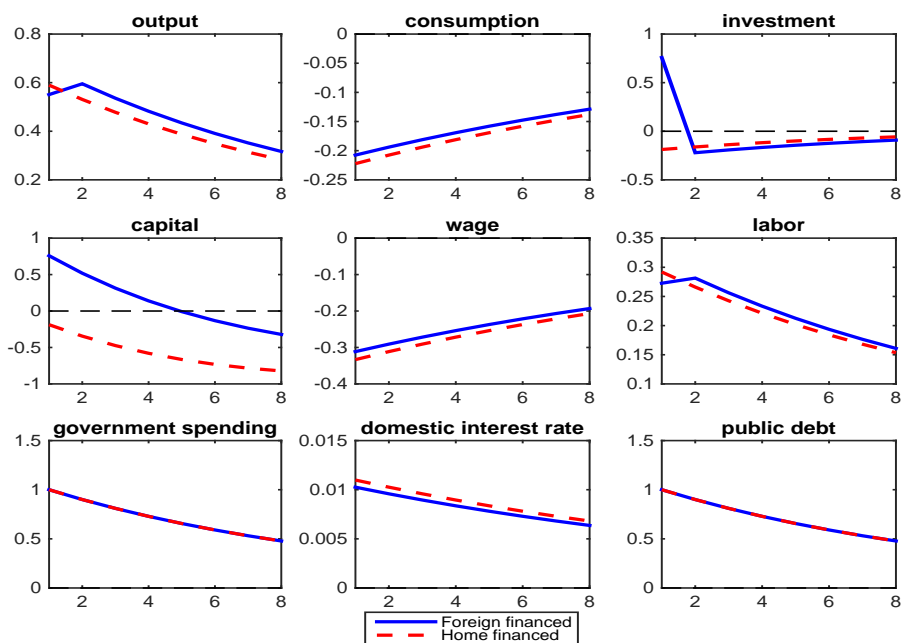 output
0.8
0.6
0.4
0.2
2 4 6 8
consumption
0
-0.05
-0.1
-0.15
-0.2
-0.25
2 4 6 8
investment
1
0.5
0
-0.5
2 4 6 8
capital
1
0.5
0
-0.5
-1
2 4 6 8
wage
0
-0.1
-0.2
-0.3
-0.4
2 4 6 8
labor
0.35
0.3
0.25
0.2
0.15
0.1
2 4 6 8
government spending
1.5
1
0.5
0
2 4 6 8
domestic interest rate
0.015
0.01
0.005
0
2 4 6 8
public debt
1.5
1
0.5
0
2 4 6 8
Foreign financed
Home financed